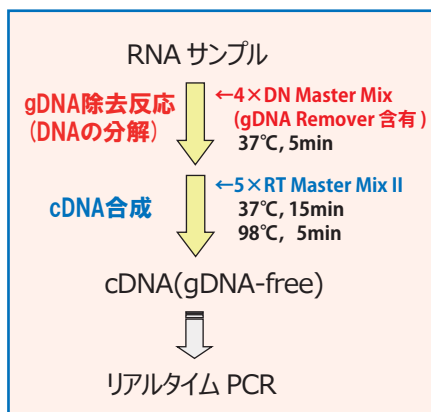 RNA サンプル
gDNA除去反応
(DNAの分解)
←4×DN Master Mix
(gDNA Remover 含有)
37℃, 5min
cDNA合成
←5×RT Master Mix II
37℃, 15min
98℃, 5min
cDNA(gDNA-free)
リアルタイム PCR